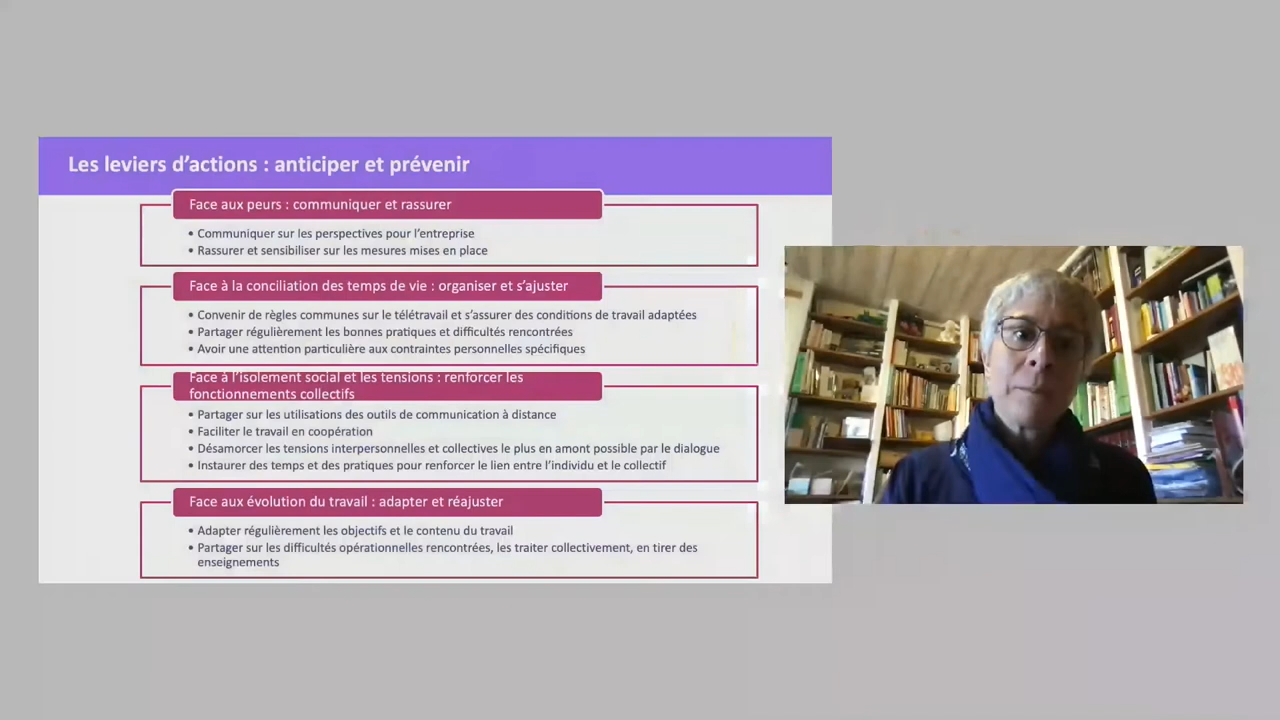 Les leviers d’actions : anticiper et prévenir
Face aux peurs : communiquer et rassurer
• Communiquer sur les perspectives pour l’entreprise
• Rassurer et sensibiliser sur les mesures mises en place
Face à la conciliation des temps de vie : organiser et s’ajuster
• Convenir de règles communes sur le télétravail et s’assurer des conditions de travail adaptées
• Partager régulièrement les bonnes pratiques et difficultés rencontrées
• Avoir une attention particulière aux contraintes personnelles spécifiques
Face à l’isolement social et les tensions : renforcer les
fonctionnements collectifs
• Partager sur les utilisations des outils de communication à distance
• Faciliter le travail en coopération
• Désamorcer les tensions interpersonnelles et collectives le plus en amont possible par le dialogue
• Instaurer des temps et des pratiques pour renforcer le lien entre l’individu et le collectif
Face aux évolution du travail : adapter et réajuster
• Adapter régulièrement les objectifs et le contenu du travail
• Partager sur les difficultés opérationnelles rencontrées, les traiter collectivement, en tirer des
enseignements